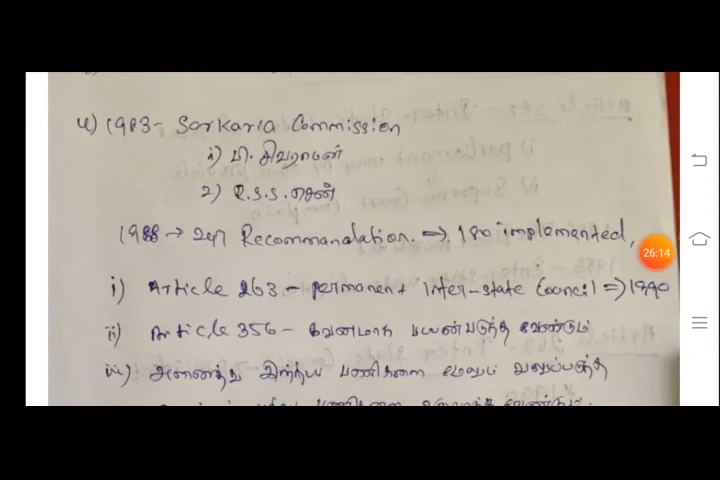 4) 1983 - Sarkaria Commission
i) பி. சிவராமன்
2) R.S.S. சென்
1988 → 247 Recommandation. ⇒ 180 implemented,
i) Article 263 - permanent Inter-state Council ⇒ 1990
ii) Article 356 - கவனமாக பயன்படுத்த வேண்டும்
iii) அனைத்து இந்திய பணிகளை மேலும் வலுப்படுத்த
வேண்டும்.
26:14